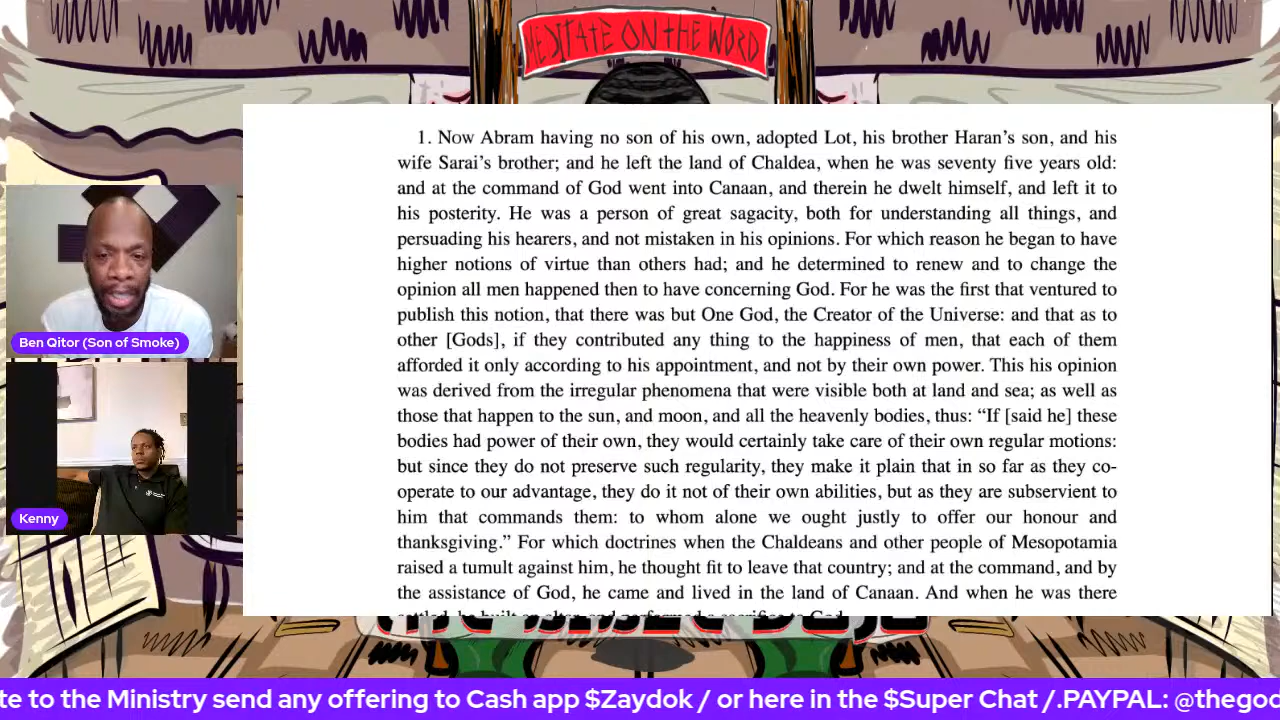 MEDITATE ON THE WORD
1. Now Abram having no son of his own, adopted Lot, his brother Haran’s son, and his
wife Sarai’s brother; and he left the land of Chaldea, when he was seventy five years old:
and at the command of God went into Canaan, and therein he dwelt himself, and left it to
his posterity. He was a person of great sagacity, both for understanding all things, and
persuading his hearers, and not mistaken in his opinions. For which reason he began to have
higher notions of virtue than others had; and he determined to renew and to change the
opinion all men happened then to have concerning God. For he was the first that ventured to
publish this notion, that there was but One God, the Creator of the Universe: and that as to
other [Gods], if they contributed any thing to the happiness of men, that each of them
afforded it only according to his appointment, and not by their own power. This his opinion
was derived from the irregular phenomena that were visible both at land and sea; as well as
those that happen to the sun, and moon, and all the heavenly bodies, thus: “If [said he] these
bodies had power of their own, they would certainly take care of their own regular motions:
but since they do not preserve such regularity, they make it plain that in so far as they co-
operate to our advantage, they do it not of their own abilities, but as they are subservient to
him that commands them: to whom alone we ought justly to offer our honour and
thanksgiving.” For which doctrines when the Chaldeans and other people of Mesopotamia
raised a tumult against him, he thought fit to leave that country; and at the command, and by
the assistance of God, he came and lived in the land of Canaan. And when he was there
Ben Qitor (Son of Smoke)
Kenny
te to the Ministry send any offering to Cash app $Zaydok / or here in the $Super Chat /.PAYPAL: @thegod